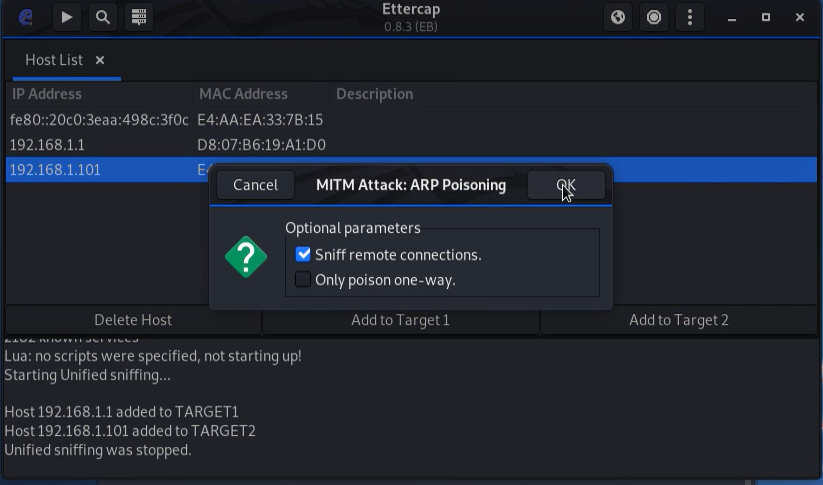 Ettercap
0.8.3 (EB)
Host List ×
IP Address MAC Address Description
fe80::20c0:3eaa:498c:3f0c E4:AA:EA:33:7B:15
192.168.1.1 D8:07:B6:19:A1:D0
192.168.1.101
Cancel MITM Attack: ARP Poisoning OK
Optional parameters
Sniff remote connections.
Only poison one-way.
Delete Host Add to Target 1 Add to Target 2
2182 known services
Lua: no scripts were specified, not starting up!
Starting Unified sniffing...
Host 192.168.1.1 added to TARGET1
Host 192.168.1.101 added to TARGET2
Unified sniffing was stopped.